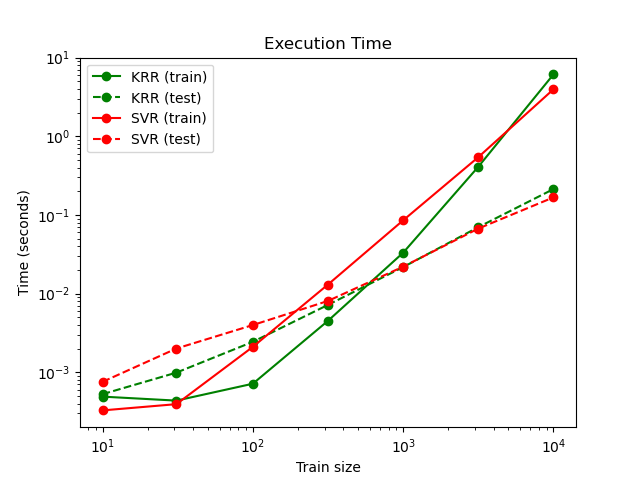 Execution Time
KRR (train)
KRR (test)
SVR (train)
SVR (test)
Time (seconds)
10¹
10⁰
10⁻¹
10⁻²
10⁻³
10¹ 10² 10³ 10⁴
Train size